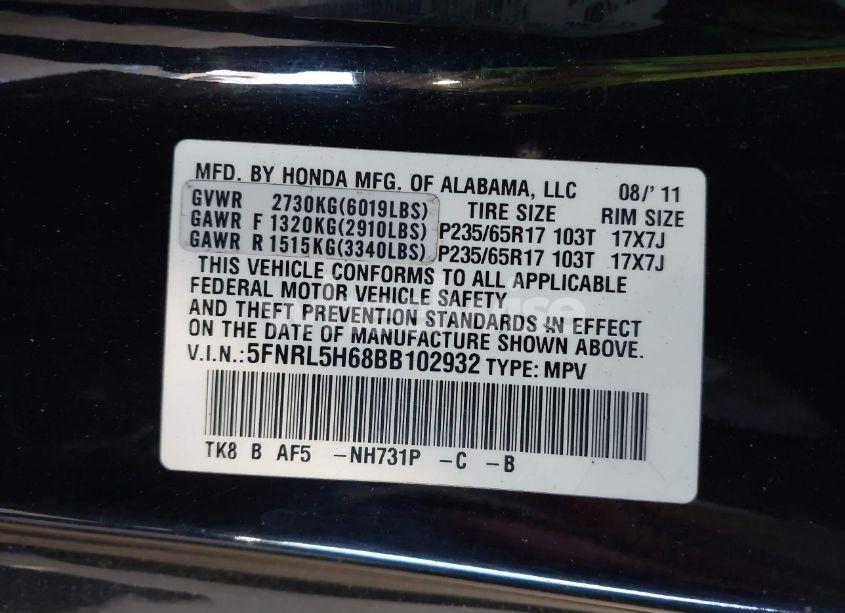 MFD. BY HONDA MFG. OF ALABAMA, LLC 08/'11
GVWR 2730KG(6019LBS) TIRE SIZE RIM SIZE
GAWR F 1320KG(2910LBS) P235/65R17 103T 17X7J
GAWR R 1515KG(3340LBS) P235/65R17 103T 17X7J
THIS VEHICLE CONFORMS TO ALL APPLICABLE
FEDERAL MOTOR VEHICLE SAFETY
AND THEFT PREVENTION STANDARDS IN EFFECT
ON THE DATE OF MANUFACTURE SHOWN ABOVE.
V.I.N.:5FNRL5H68BB102932 TYPE: MPV
TK8 B AF5 -NH731P -C -B